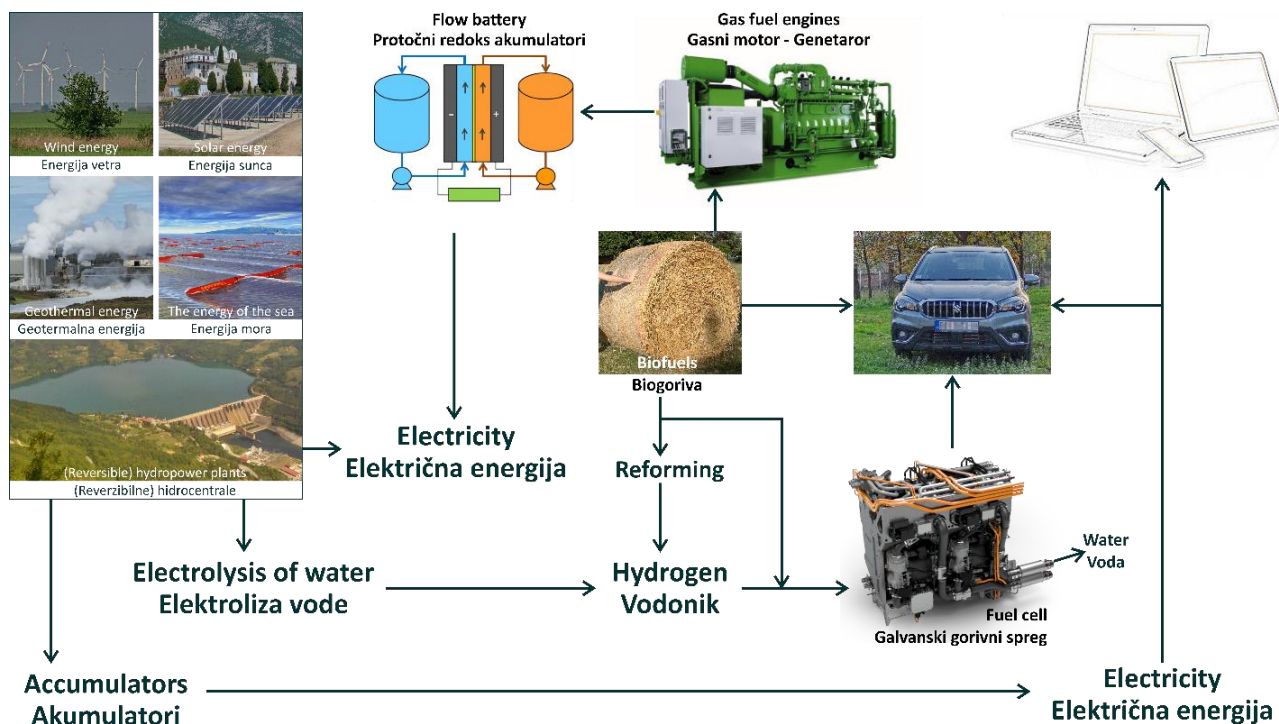 Flow battery
Protočni redoks akumulatori
Gas fuel engines
Gasni motor - Genetaror
Wind energy
Energija vetra
Solar energy
Energija sunca
Geothermal energy
Geotermalna energija
The energy of the sea
Energija mora
(Reversible) hydropower plants
(Reverzibilne) hidrocentrale
-
+
Biofuels
Biogoriva
Electricity
Električna energija
Reforming
Electrolysis of water
Elektroliza vode
Hydrogen
Vodonik
Water
Voda
Fuel cell
Galvanski gorivni spreg
Accumulators
Akumulatori
Electricity
Električna energija